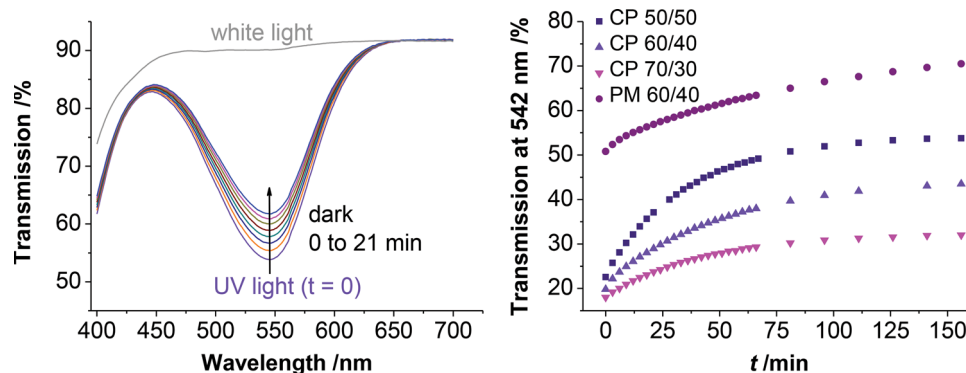 white light
dark
0 to 21 min
UV light (t = 0)
Transmission /%
90
80
70
60
50
400 450 500 550 600 650 700
Wavelength /nm
CP 50/50
CP 60/40
CP 70/30
PM 60/40
Transmission at 542 nm /%
70
60
50
40
30
20
0 25 50 75 100 125 150
t /min